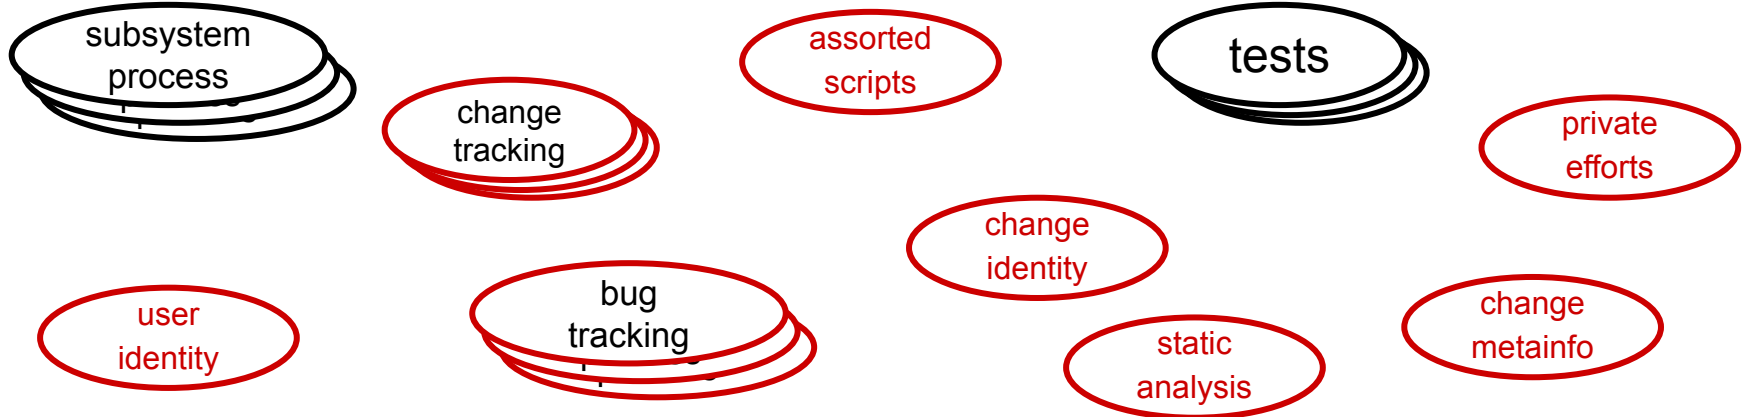 subsystem
process
change
tracking
assorted
scripts
tests
private
efforts
change
identity
user
identity
bug
tracking
static
analysis
change
metainfo